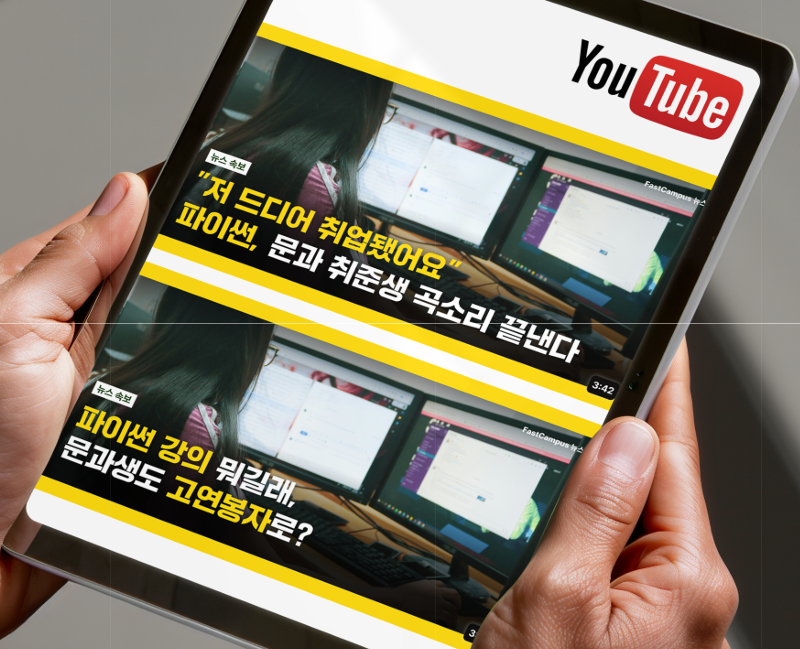 YouTube
FastCampus 뉴스
뉴스 속보
"저 드디어 취업됐어요"
파이썬, 문과 취준생 곡소리 끝낸다
3:42
FastCampus 뉴스
뉴스 속보
파이썬 강의 뭐길래,
문과생도 고연봉자로?